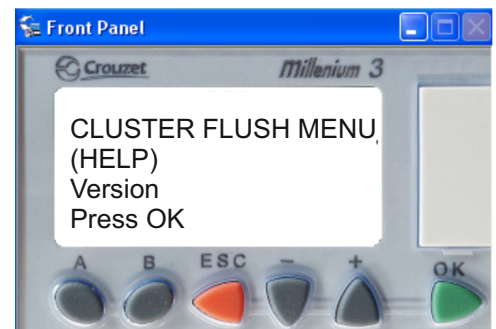 Front Panel
Crouzet Millenium 3
CLUSTER FLUSH MENU
(HELP)
Version
Press OK
A B ESC - + OK